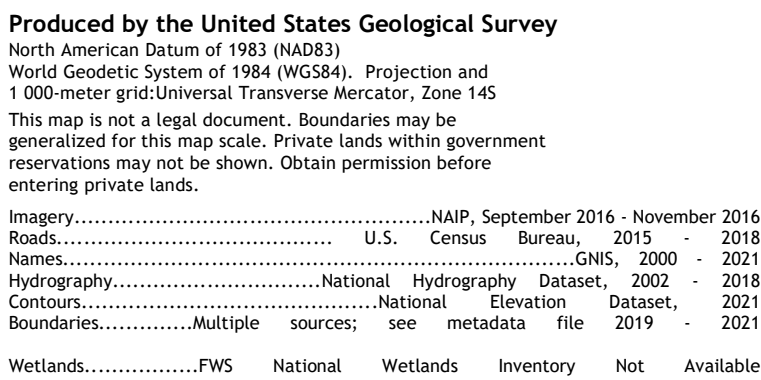 Produced by the United States Geological Survey
North American Datum of 1983 (NAD83)
World Geodetic System of 1984 (WGS84). Projection and
1 000-meter grid:Universal Transverse Mercator, Zone 14S
This map is not a legal document. Boundaries may be
generalized for this map scale. Private lands within government
reservations may not be shown. Obtain permission before
entering private lands.
Imagery............................................NAIP, September 2016 - November 2016
Roads.................................. U.S. Census Bureau, 2015 - 2018
Names...............................................................GNIS, 2000 - 2021
Hydrography.............................National Hydrography Dataset, 2002 - 2018
Contours.....................................National Elevation Dataset, 2021
Boundaries..............Multiple sources; see metadata file 2019 - 2021
Wetlands.................FWS National Wetlands Inventory Not Available